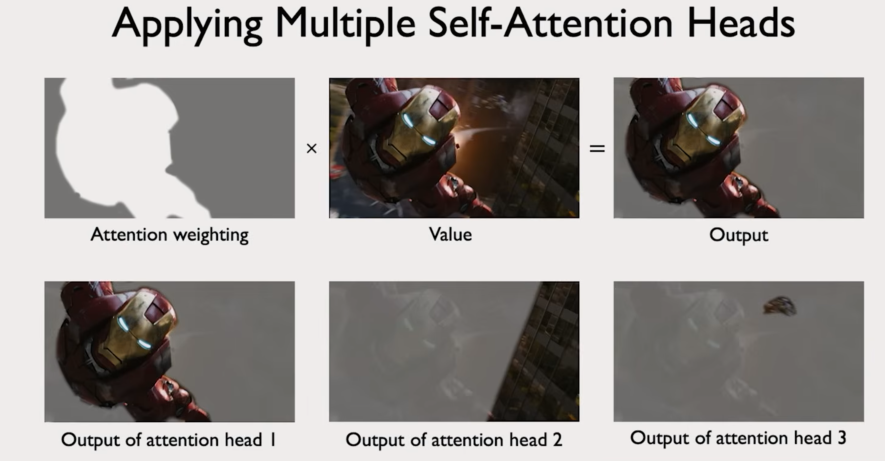 Applying Multiple Self-Attention Heads
×
=
Attention weighting
Value
Output
Output of attention head 1
Output of attention head 2
Output of attention head 3